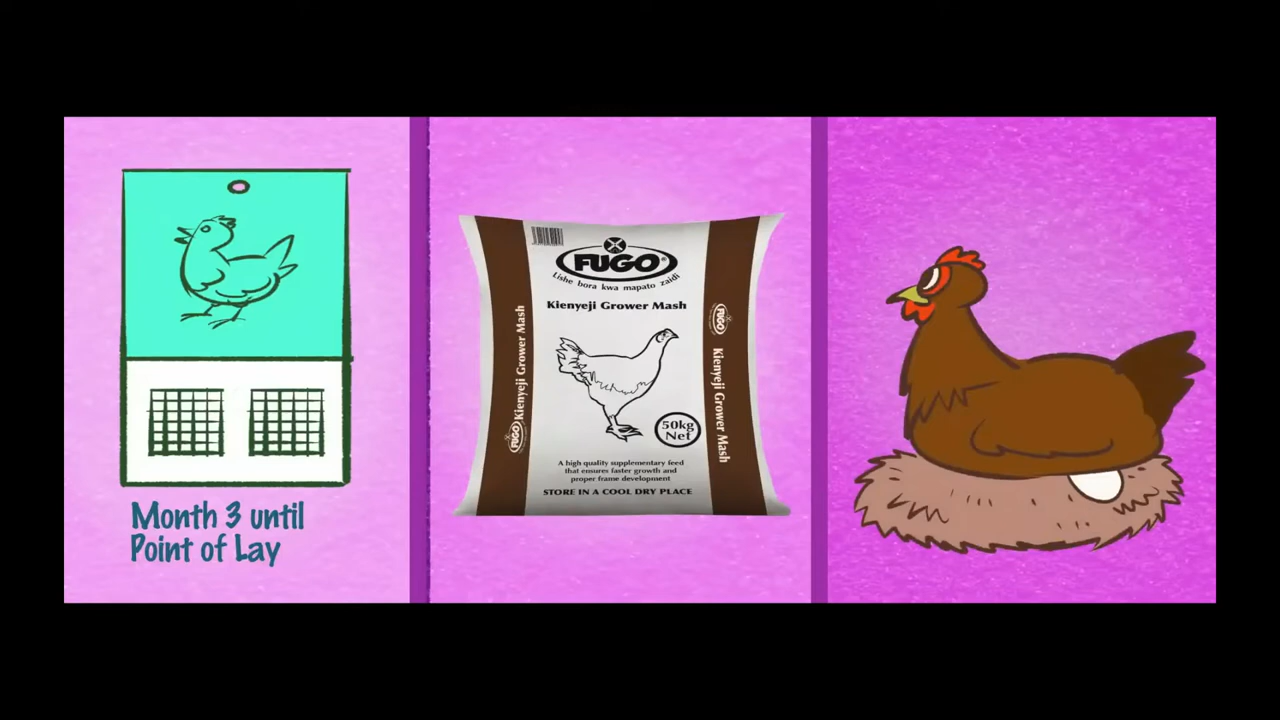 Month 3 until
Point of Lay
FUGO®
Lishe bora kwa mapato zaidi
Kienyeji Grower Mash
50kg
Net
A high quality supplementary feed
that ensures faster growth and
proper frame development
STORE IN A COOL DRY PLACE
FUGO Kienyeji Grower Mash
FUGO Kienyeji Grower Mash